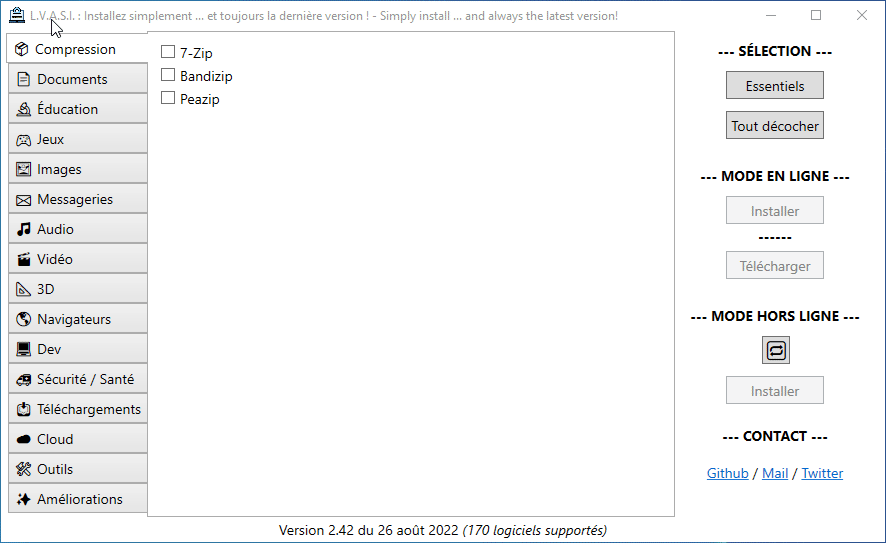 L.V.A.S.I. : Installez simplement ... et toujours la dernière version ! - Simply install ... and always the latest version!
Compression
Documents
Éducation
Jeux
Images
Messageries
Audio
Vidéo
3D
Navigateurs
Dev
Sécurité / Santé
Téléchargements
Cloud
Outils
Améliorations
7-Zip
Bandizip
Peazip
--- SÉLECTION ---
Essentiels
Tout décocher
--- MODE EN LIGNE ---
Installer
------
Télécharger
--- MODE HORS LIGNE ---
Installer
--- CONTACT ---
Github / Mail / Twitter
Version 2.42 du 26 août 2022 (170 logiciels supportés)